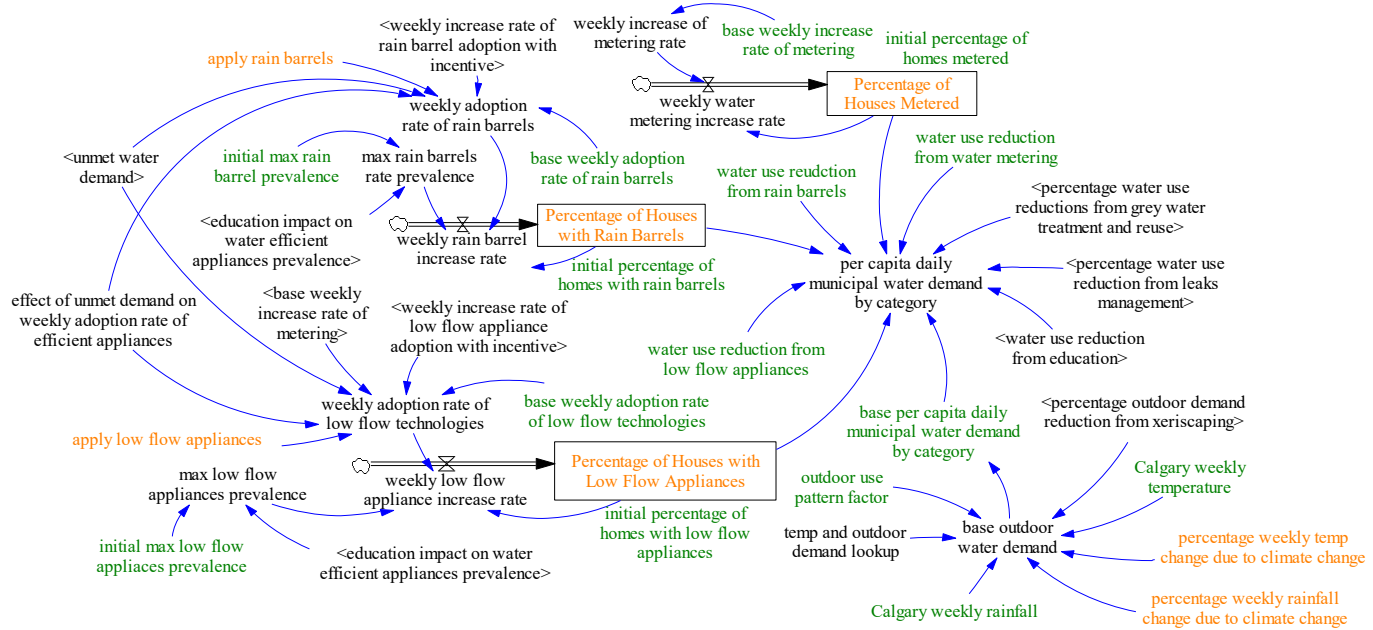 <weekly increase rate of
rain barrel adoption with
incentive>
apply rain barrels
weekly adoption
rate of rain barrels
<unmet water
demand>
initial max rain
barrel prevalence
max rain barrels
rate prevalence
base weekly adoption
rate of rain barrels
<education impact on
water efficient
appliances prevalence>
weekly rain barrel
increase rate
Percentage of Houses
with Rain Barrels
initial percentage of
homes with rain barrels
weekly increase of
metering rate
base weekly increase
rate of metering
initial percentage of
homes metered
weekly water
metering increase rate
Percentage of
Houses Metered
water use reudction
from rain barrels
water use reduction
from water metering
<percentage water use
reductions from grey water
treatment and reuse>
per capita daily
municipal water demand
by category
<percentage water use
reduction from leaks
management>
<water use reduction
from education>
water use reduction from
low flow appliances
effect of unmet demand on
weekly adoption rate of
efficient appliances
<base weekly
increase rate of
metering>
<weekly increase rate of
low flow appliance
adoption with incentive>
weekly adoption rate of
low flow technologies
base weekly adoption rate
of low flow technologies
apply low flow appliances
max low flow
appliances prevalence
weekly low flow
appliance increase rate
Percentage of Houses with
Low Flow Appliances
initial percentage of
homes with low flow
appliances
initial max low flow
appliaces prevalence
<education impact on water
efficient appliances prevalence>
base per capita daily
municipal water demand
by category
<percentage outdoor demand
reduction from xeriscaping>
outdoor use
pattern factor
Calgary weekly
temperature
temp and outdoor
demand lookup
base outdoor
water demand
percentage weekly temp
change due to climate change
Calgary weekly rainfall
percentage weekly rainfall
change due to climate change